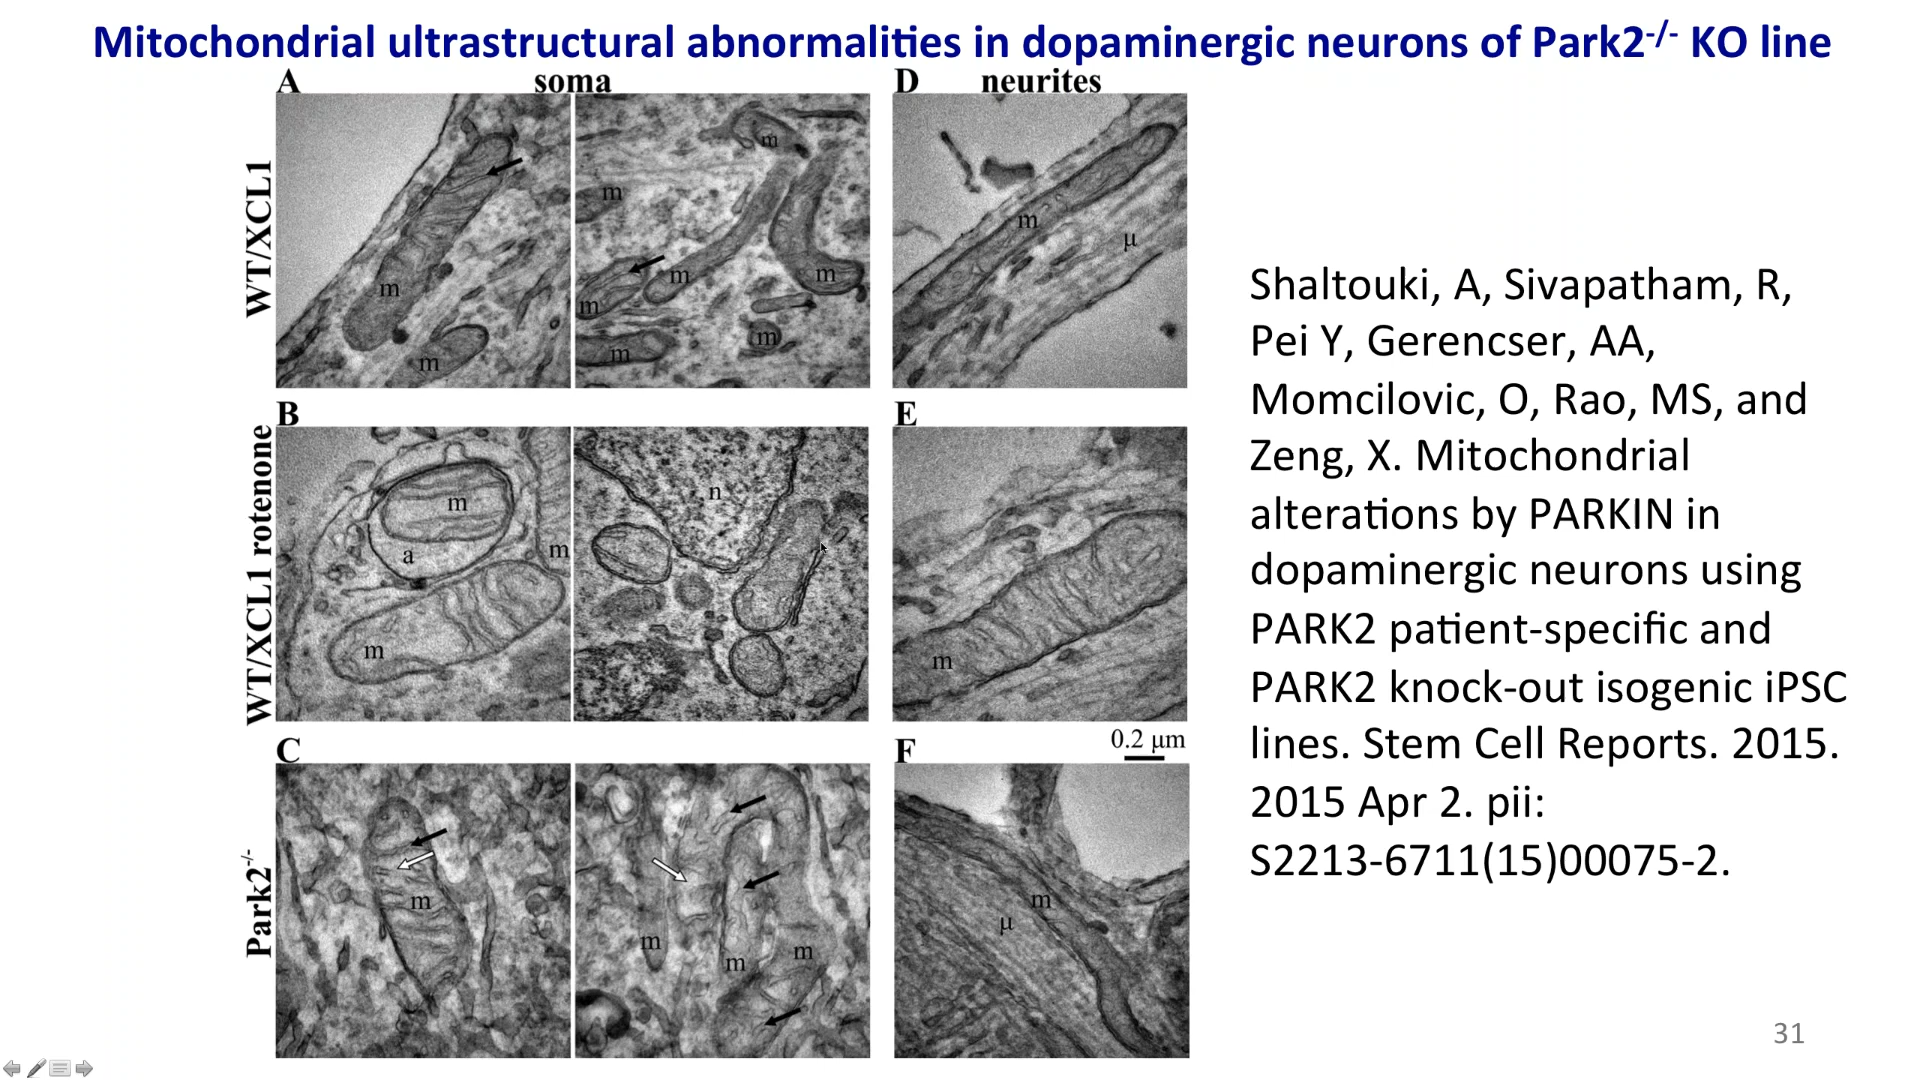 Mitochondrial ultrastructural abnormalities in dopaminergic neurons of Park2-/- KO line
A soma D neurites
WT/XCL1
m
m
m
m
m
m
m
m
m
m
μ
B E
WT/XCL1 rotenone
m
a
m
m
n
m
0.2 μm
C F
Park2-/-
m
m
m
m
m
μ
Shaltouki, A, Sivapatham, R,
Pei Y, Gerencser, AA,
Momcilovic, O, Rao, MS, and
Zeng, X. Mitochondrial
alterations by PARKIN in
dopaminergic neurons using
PARK2 patient-specific and
PARK2 knock-out isogenic iPSC
lines. Stem Cell Reports. 2015.
2015 Apr 2. pii:
S2213-6711(15)00075-2.
31